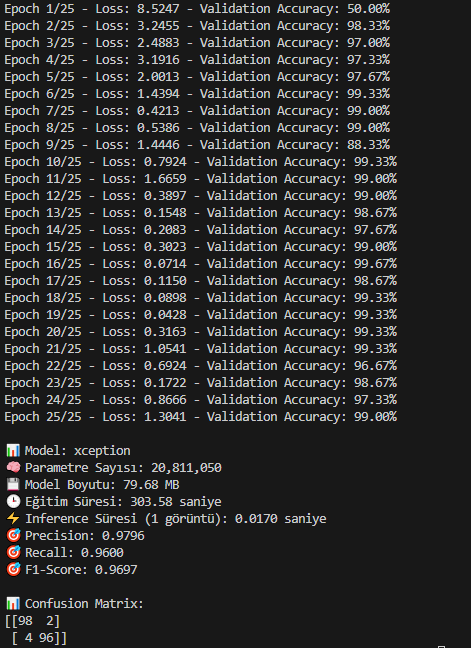 Epoch 1/25 - Loss: 8.5247 - Validation Accuracy: 50.00%
Epoch 2/25 - Loss: 3.2455 - Validation Accuracy: 98.33%
Epoch 3/25 - Loss: 2.4883 - Validation Accuracy: 97.00%
Epoch 4/25 - Loss: 3.1916 - Validation Accuracy: 97.33%
Epoch 5/25 - Loss: 2.0013 - Validation Accuracy: 97.67%
Epoch 6/25 - Loss: 1.4394 - Validation Accuracy: 99.33%
Epoch 7/25 - Loss: 0.4213 - Validation Accuracy: 99.00%
Epoch 8/25 - Loss: 0.5386 - Validation Accuracy: 99.00%
Epoch 9/25 - Loss: 1.4446 - Validation Accuracy: 88.33%
Epoch 10/25 - Loss: 0.7924 - Validation Accuracy: 99.33%
Epoch 11/25 - Loss: 1.6659 - Validation Accuracy: 99.00%
Epoch 12/25 - Loss: 0.3897 - Validation Accuracy: 99.00%
Epoch 13/25 - Loss: 0.1548 - Validation Accuracy: 98.67%
Epoch 14/25 - Loss: 0.2083 - Validation Accuracy: 97.67%
Epoch 15/25 - Loss: 0.3023 - Validation Accuracy: 99.00%
Epoch 16/25 - Loss: 0.0714 - Validation Accuracy: 99.67%
Epoch 17/25 - Loss: 0.1150 - Validation Accuracy: 98.67%
Epoch 18/25 - Loss: 0.0898 - Validation Accuracy: 99.33%
Epoch 19/25 - Loss: 0.0428 - Validation Accuracy: 99.33%
Epoch 20/25 - Loss: 0.3163 - Validation Accuracy: 99.33%
Epoch 21/25 - Loss: 1.0541 - Validation Accuracy: 99.33%
Epoch 22/25 - Loss: 0.6924 - Validation Accuracy: 96.67%
Epoch 23/25 - Loss: 0.1722 - Validation Accuracy: 98.67%
Epoch 24/25 - Loss: 0.8666 - Validation Accuracy: 97.33%
Epoch 25/25 - Loss: 1.3041 - Validation Accuracy: 99.00%
📊 Model: xception
🧠 Parametre Sayısı: 20,811,050
💾 Model Boyutu: 79.68 MB
🕒 Eğitim Süresi: 303.58 saniye
⚡ Inference Süresi (1 görüntü): 0.0170 saniye
🎯 Precision: 0.9796
🎯 Recall: 0.9600
🎯 F1-Score: 0.9697
📊 Confusion Matrix:
[[98  2]
 [ 4 96]]